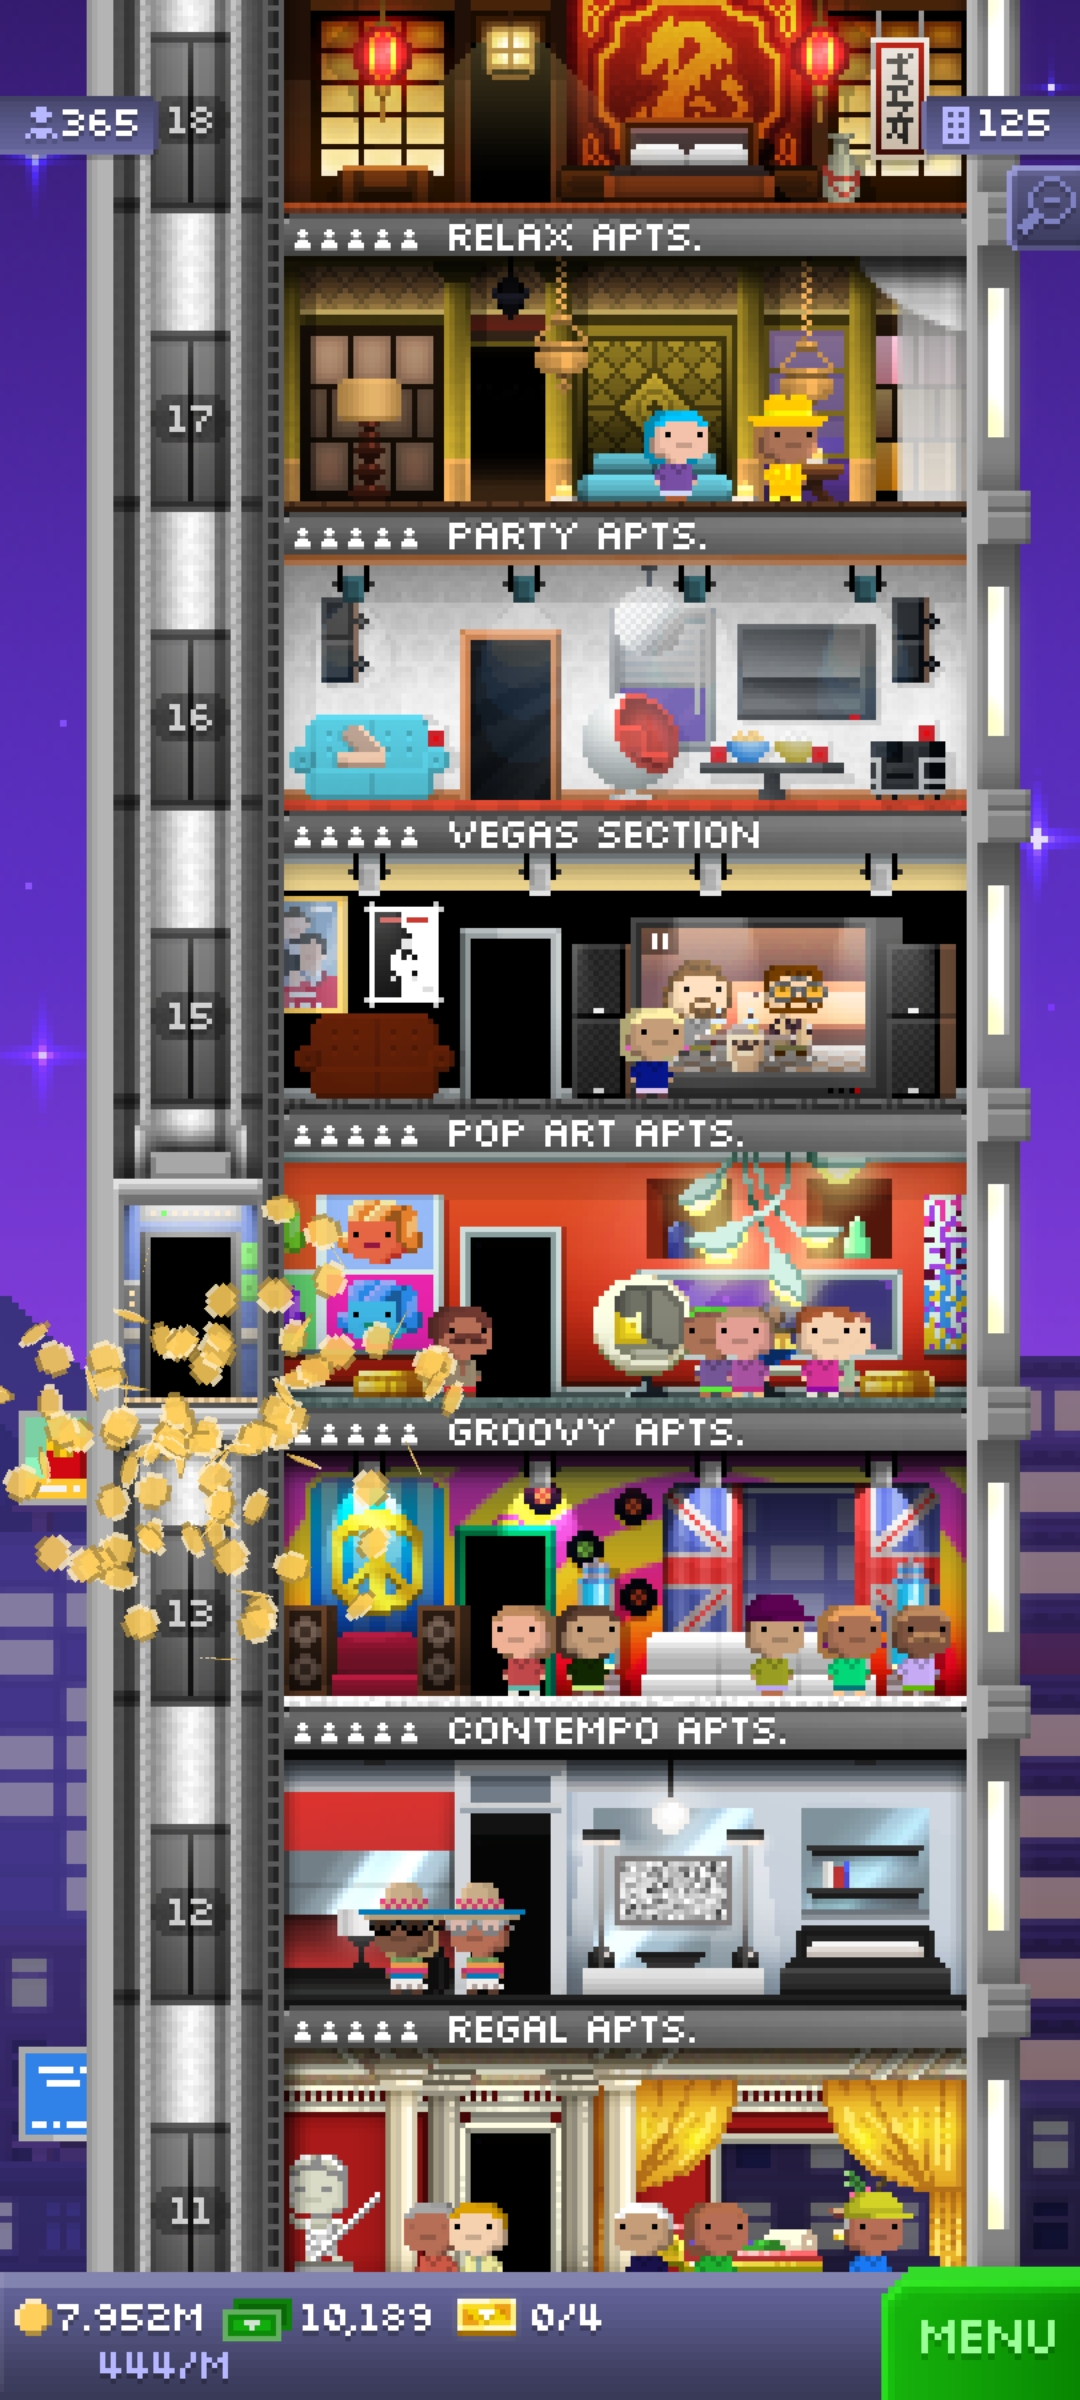 365
18
125
RELAX APTS.
17
PARTY APTS.
16
VEGAS SECTION
15
POP ART APTS.
GROOVY APTS.
13
CONTEMPO APTS.
12
REGAL APTS.
11
7.952M
10,189
0/4
MENU
444/M